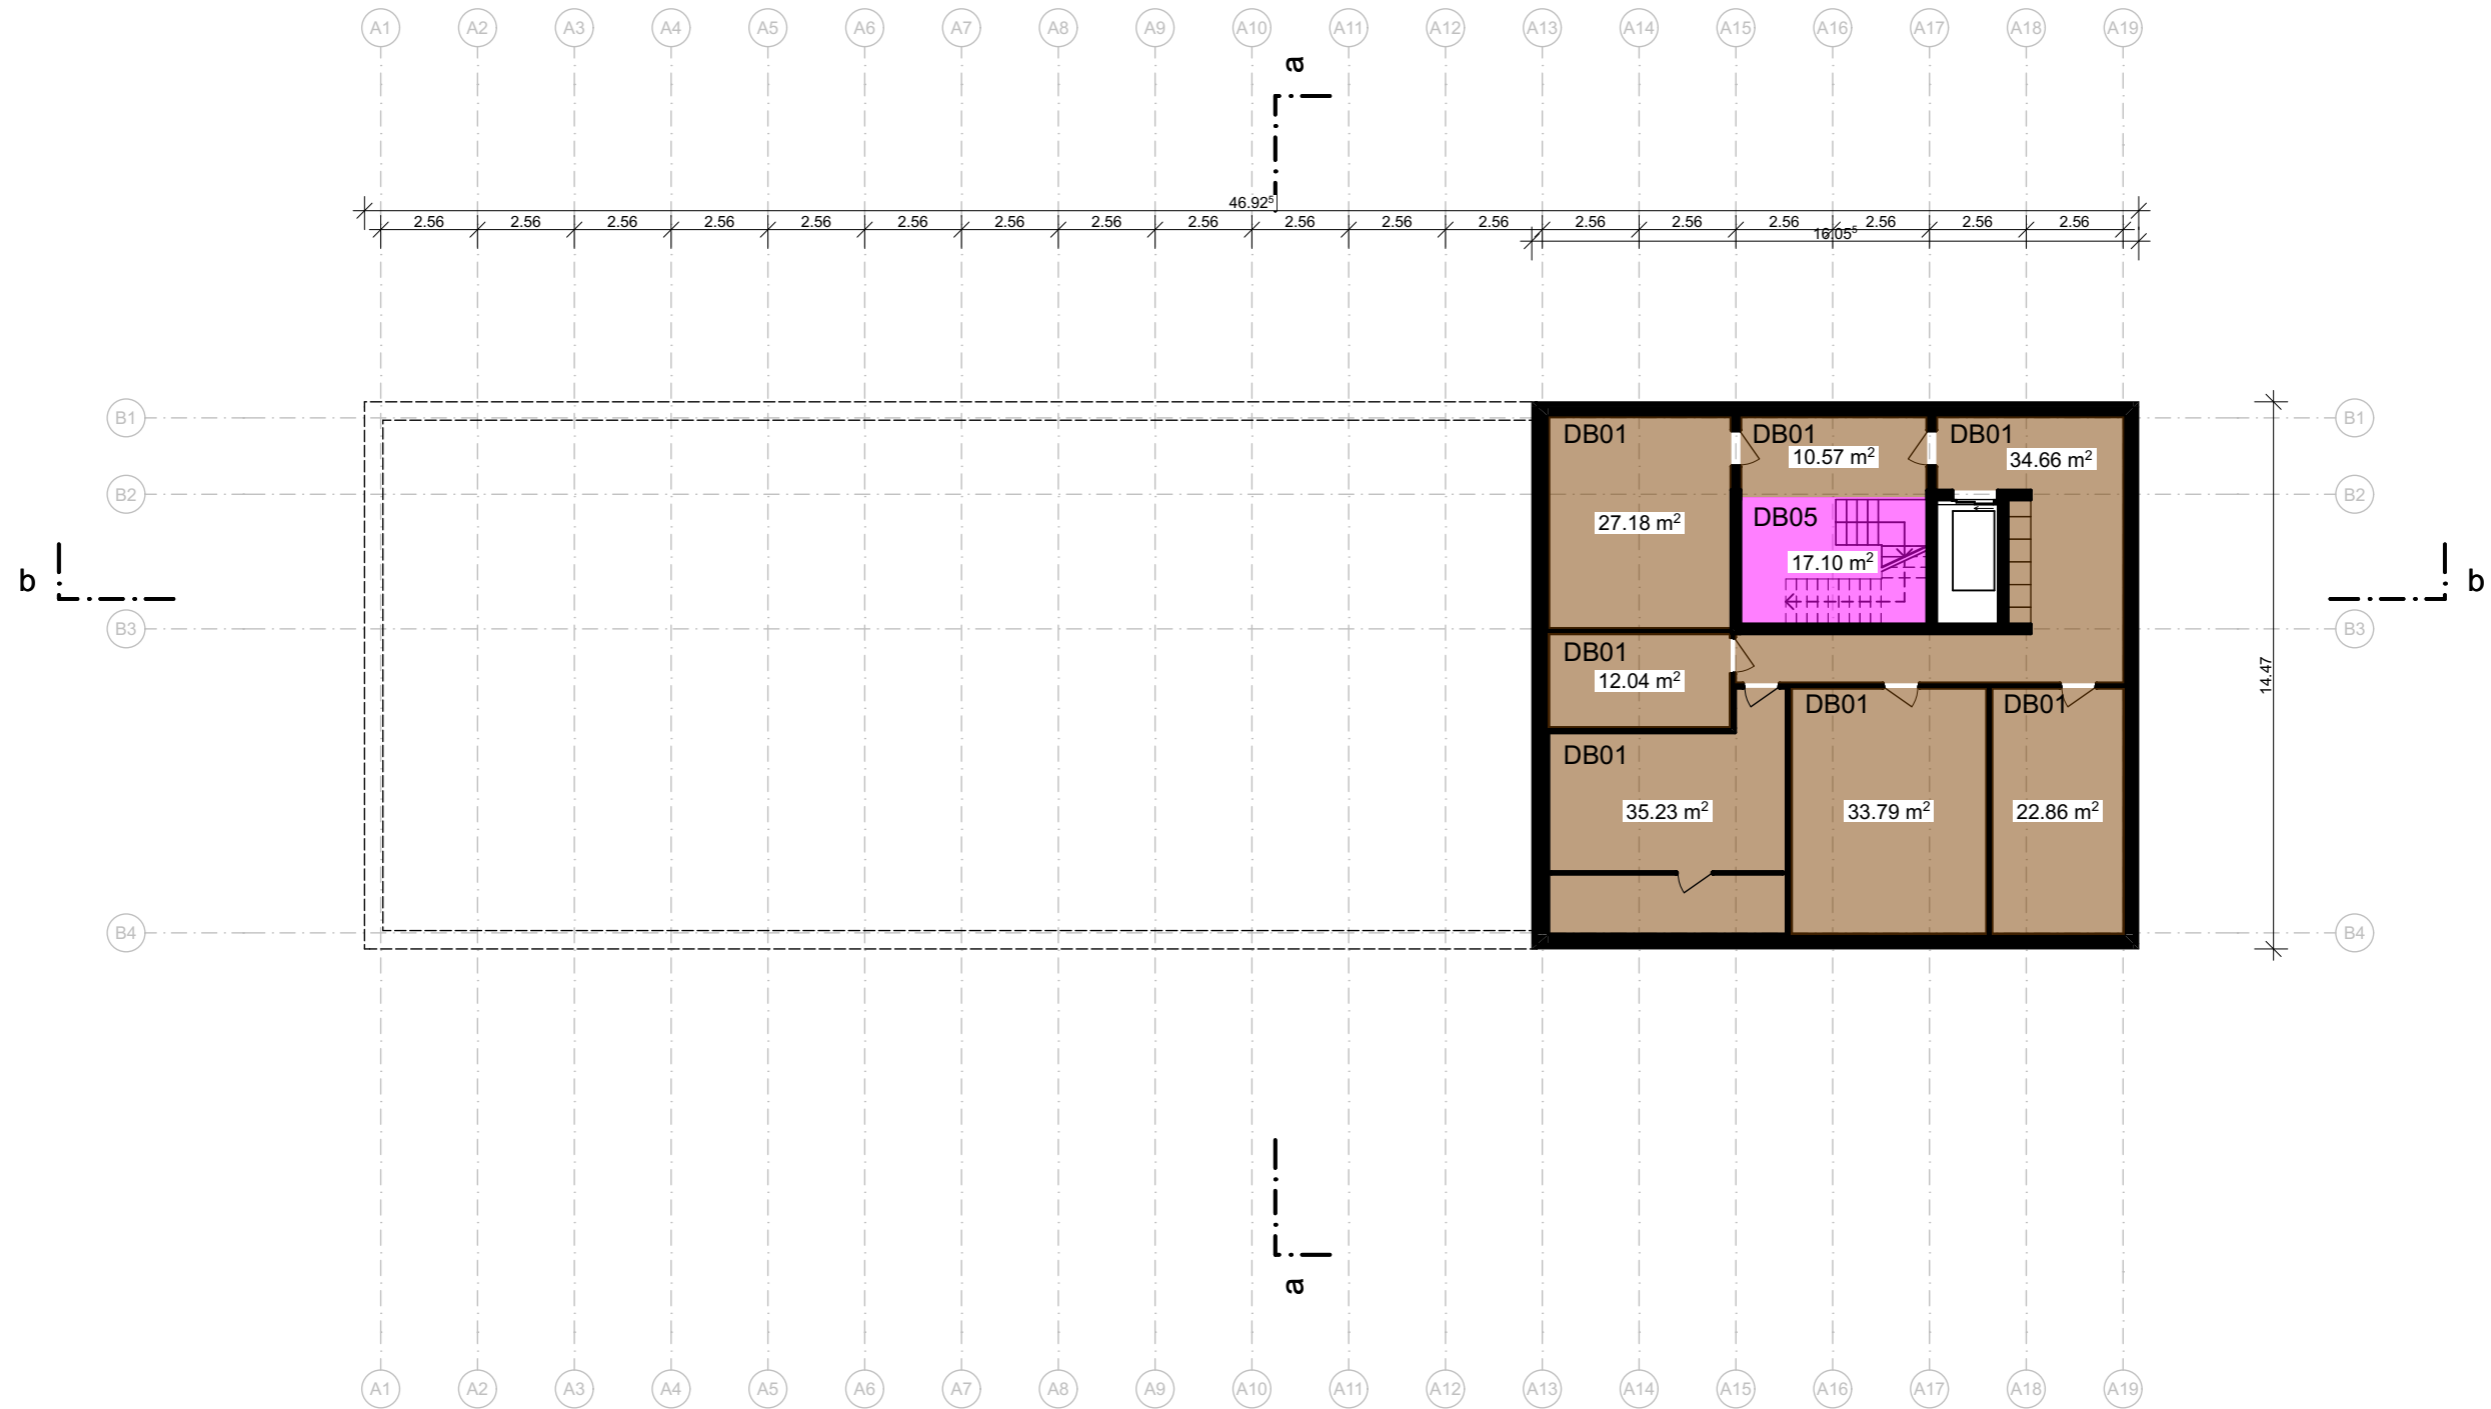 A1 A2 A3 A4 A5 A6 A7 A8 A9 A10 A11 A12 A13 A14 A15 A16 A17 A18 A19
a
46.92⁵
2.56 2.56 2.56 2.56 2.56 2.56 2.56 2.56 2.56 2.56 2.56 2.56 2.56 2.56 2.56 2.56 2.56 2.56
16.05⁵
B1 B1
DB01 DB01 DB01
10.57 m² 34.66 m²
B2 B2
DB05
27.18 m²
17.10 m²
b b
B3 B3
DB01
12.04 m²
14.47
DB01 DB01
DB01
35.23 m² 33.79 m² 22.86 m²
B4 B4
a
A1 A2 A3 A4 A5 A6 A7 A8 A9 A10 A11 A12 A13 A14 A15 A16 A17 A18 A19